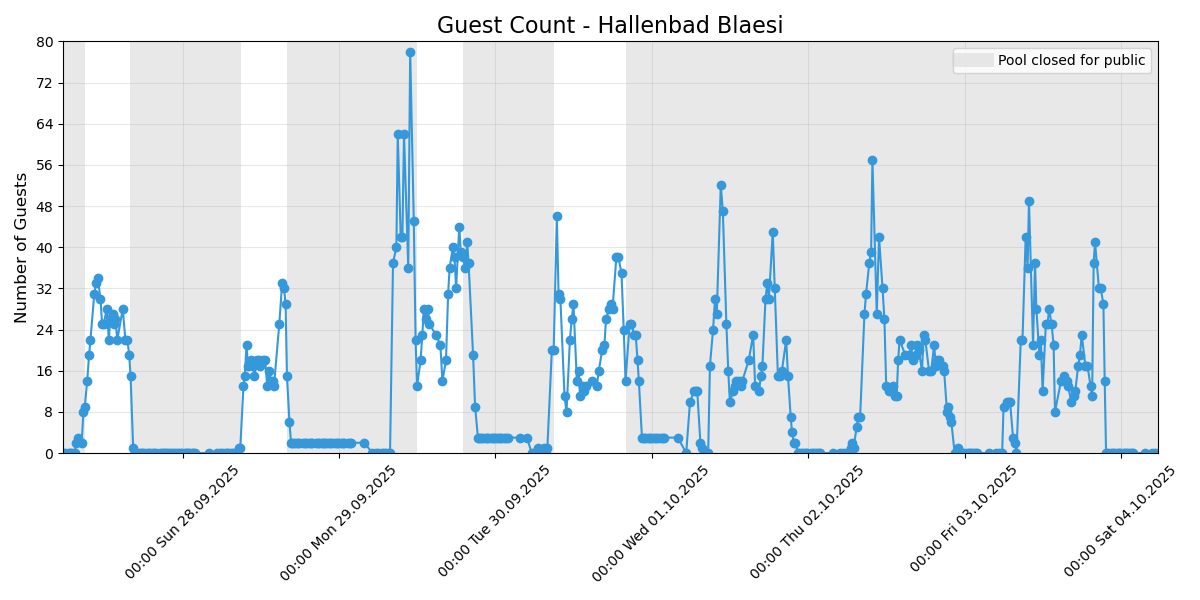 Guest Count - Hallenbad Blaesi
Pool closed for public
Number of Guests
80
72
64
56
48
40
32
24
16
8
0
00:00 Sun 28.09.2025
00:00 Mon 29.09.2025
00:00 Tue 30.09.2025
00:00 Wed 01.10.2025
00:00 Thu 02.10.2025
00:00 Fri 03.10.2025
00:00 Sat 04.10.2025